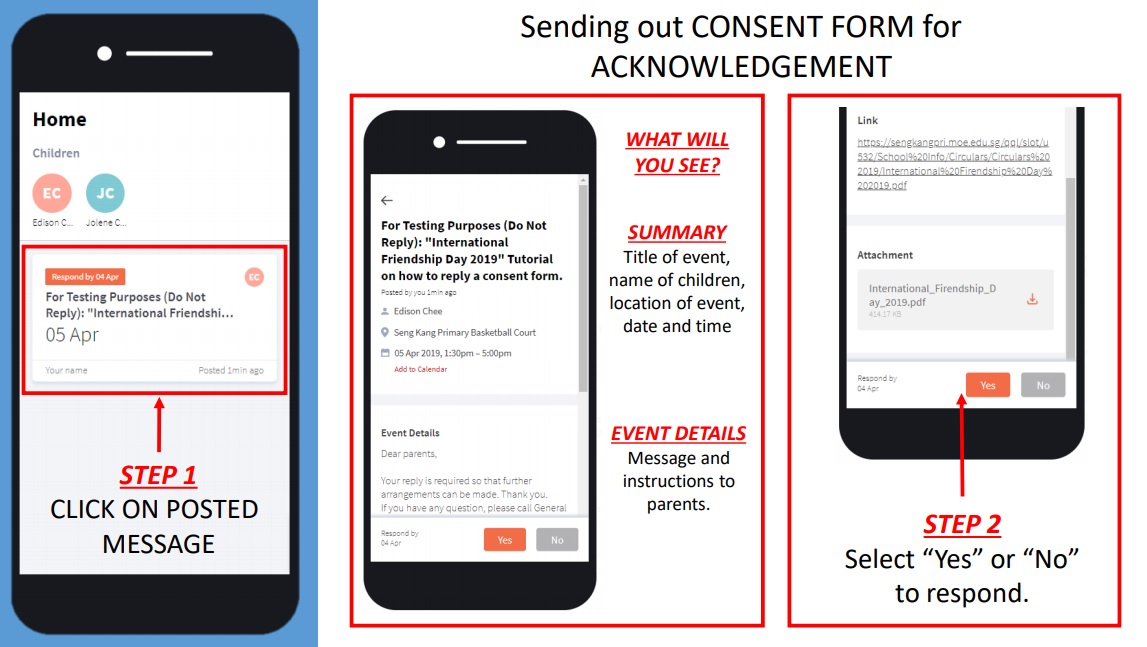 Sending out CONSENT FORM for
ACKNOWLEDGEMENT
Home
Children
EC
JC
Edison C...
Jolene C...
Respond by 04 Apr
EC
For Testing Purposes (Do Not
Reply): "International Friendshi...
05 Apr
Your name
Posted 1min ago
STEP 1
CLICK ON POSTED
MESSAGE
For Testing Purposes (Do Not
Reply): "International
Friendship Day 2019" Tutorial
on how to reply a consent form.
Posted by you 1min ago
Edison Chee
Seng Kang Primary Basketball Court
05 Apr 2019, 1:30pm – 5:00pm
Add to Calendar
Event Details
Dear parents,
Your reply is required so that further
arrangements can be made. Thank you.
If you have any question, please call General
Respond by
04 Apr
Yes
No
WHAT WILL
YOU SEE?
SUMMARY
Title of event,
name of children,
location of event,
date and time
EVENT DETAILS
Message and
instructions to
parents.
Link
https://sengkangpri.moe.edu.sg/qql/slot/u
532/School%20Info/Circulars/Circulars%20
2019/International%20Firendship%20Day%
202019.pdf
Attachment
International_Firendship_D
ay_2019.pdf
414.17 KB
Respond by
04 Apr
Yes
No
STEP 2
Select “Yes” or “No”
to respond.